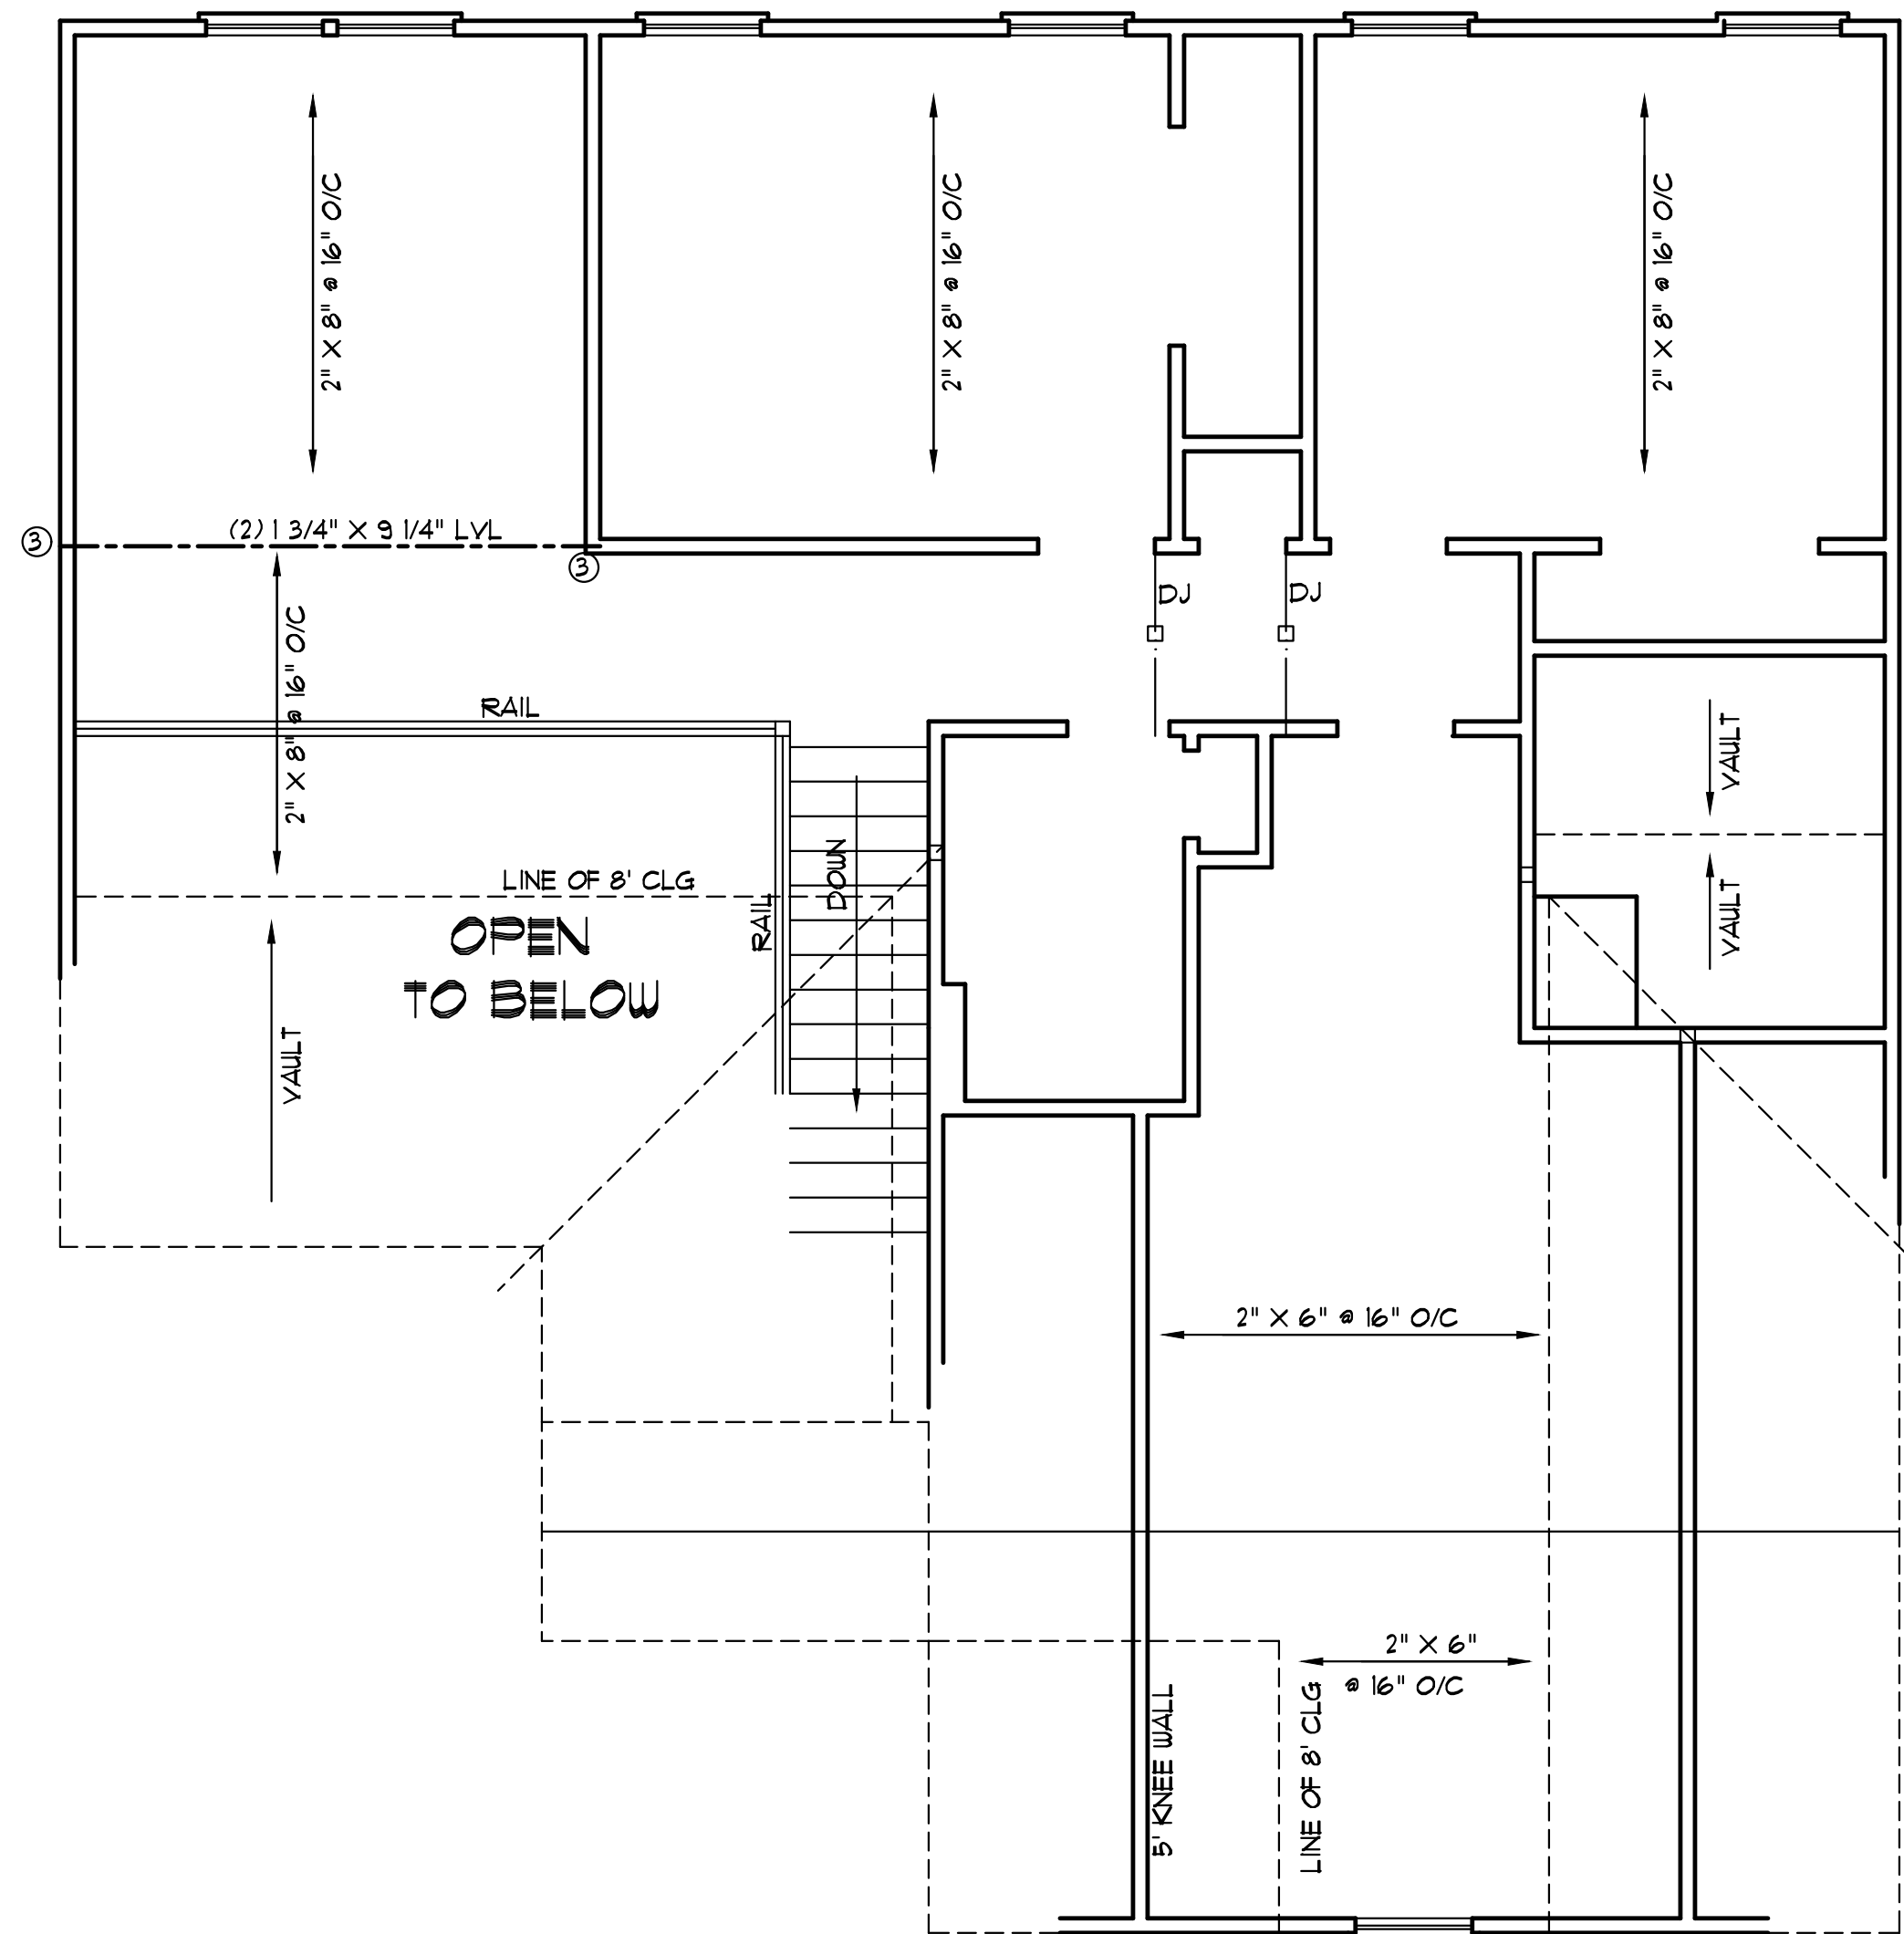 2" X 8" @ 16" O/C
2" X 8" @ 16" O/C
2" X 8" @ 16" O/C
(2) 1 3/4" X 9 1/4" LVL
3
3
DJ
DJ
2" X 8" @ 16" O/C
RAIL
VAULT
LINE OF 8' CLG
RAIL
DOWN
VAULT
OPEN
TO BELOW
VAULT
2" X 6" @ 16" O/C
2" X 6"
@ 16" O/C
5' KNEE WALL
LINE OF 8' CLG